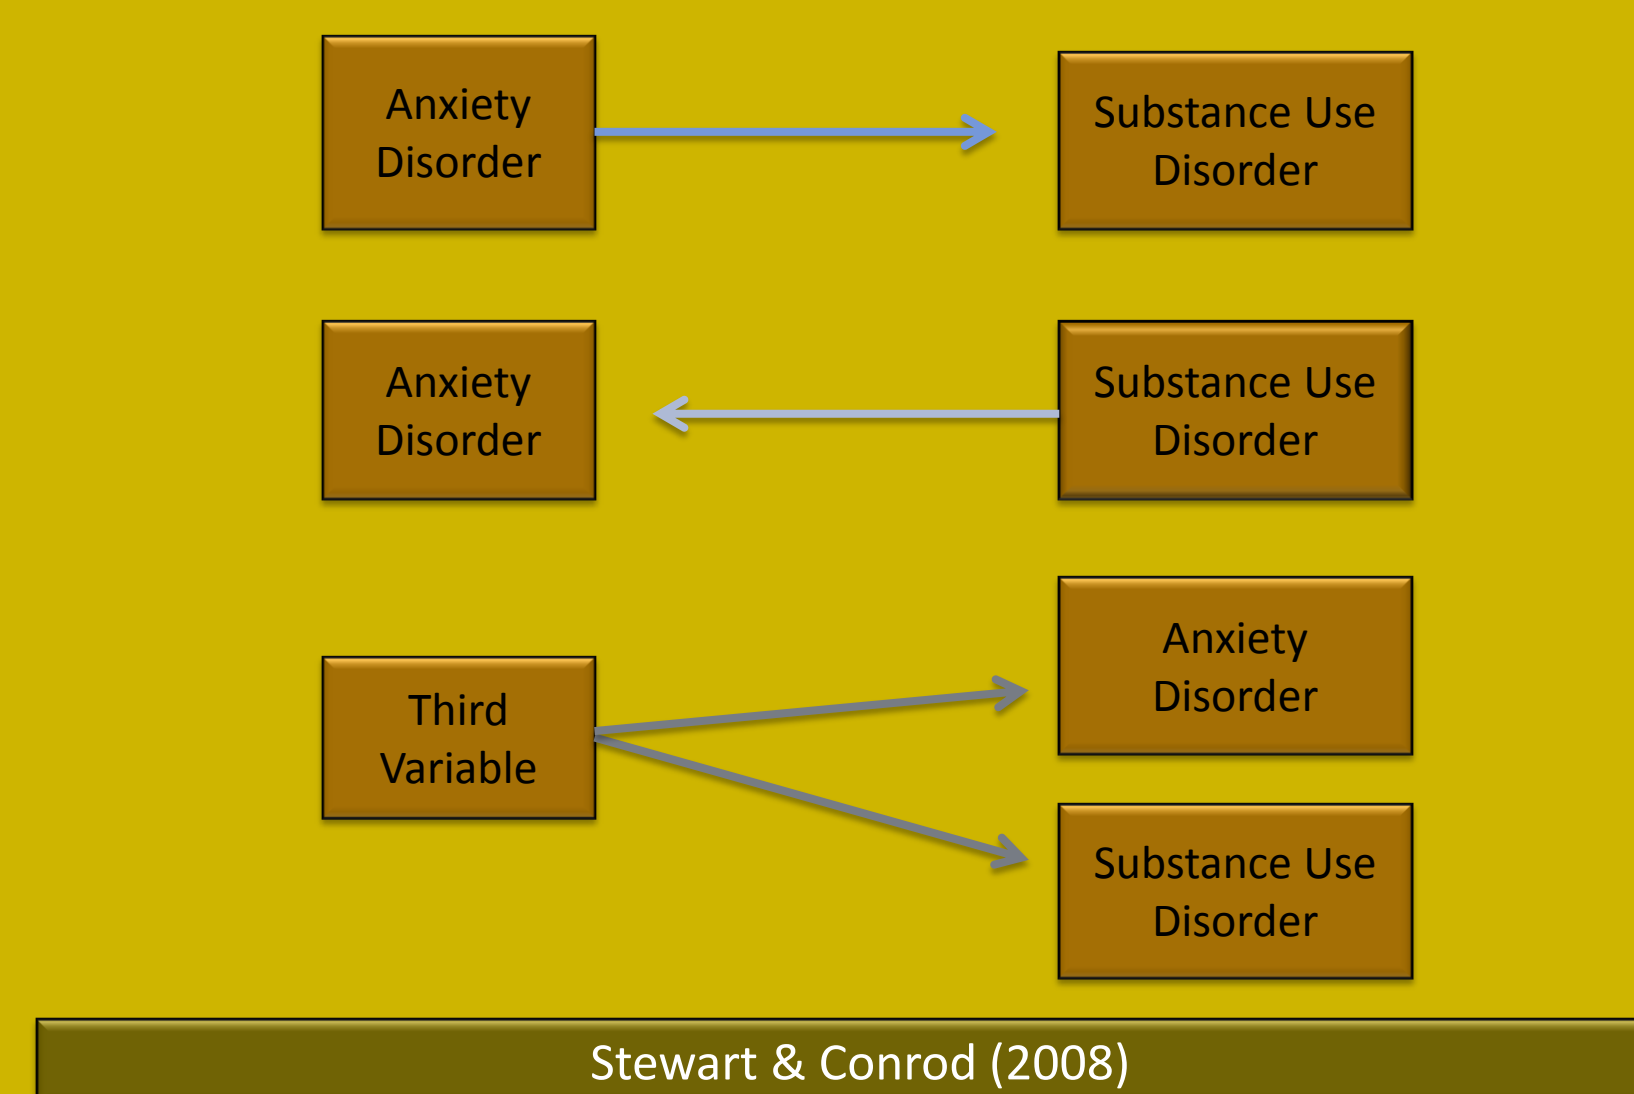 Anxiety
Disorder
Substance Use
Disorder
Anxiety
Disorder
Substance Use
Disorder
Third
Variable
Anxiety
Disorder
Substance Use
Disorder
Stewart & Conrod (2008)